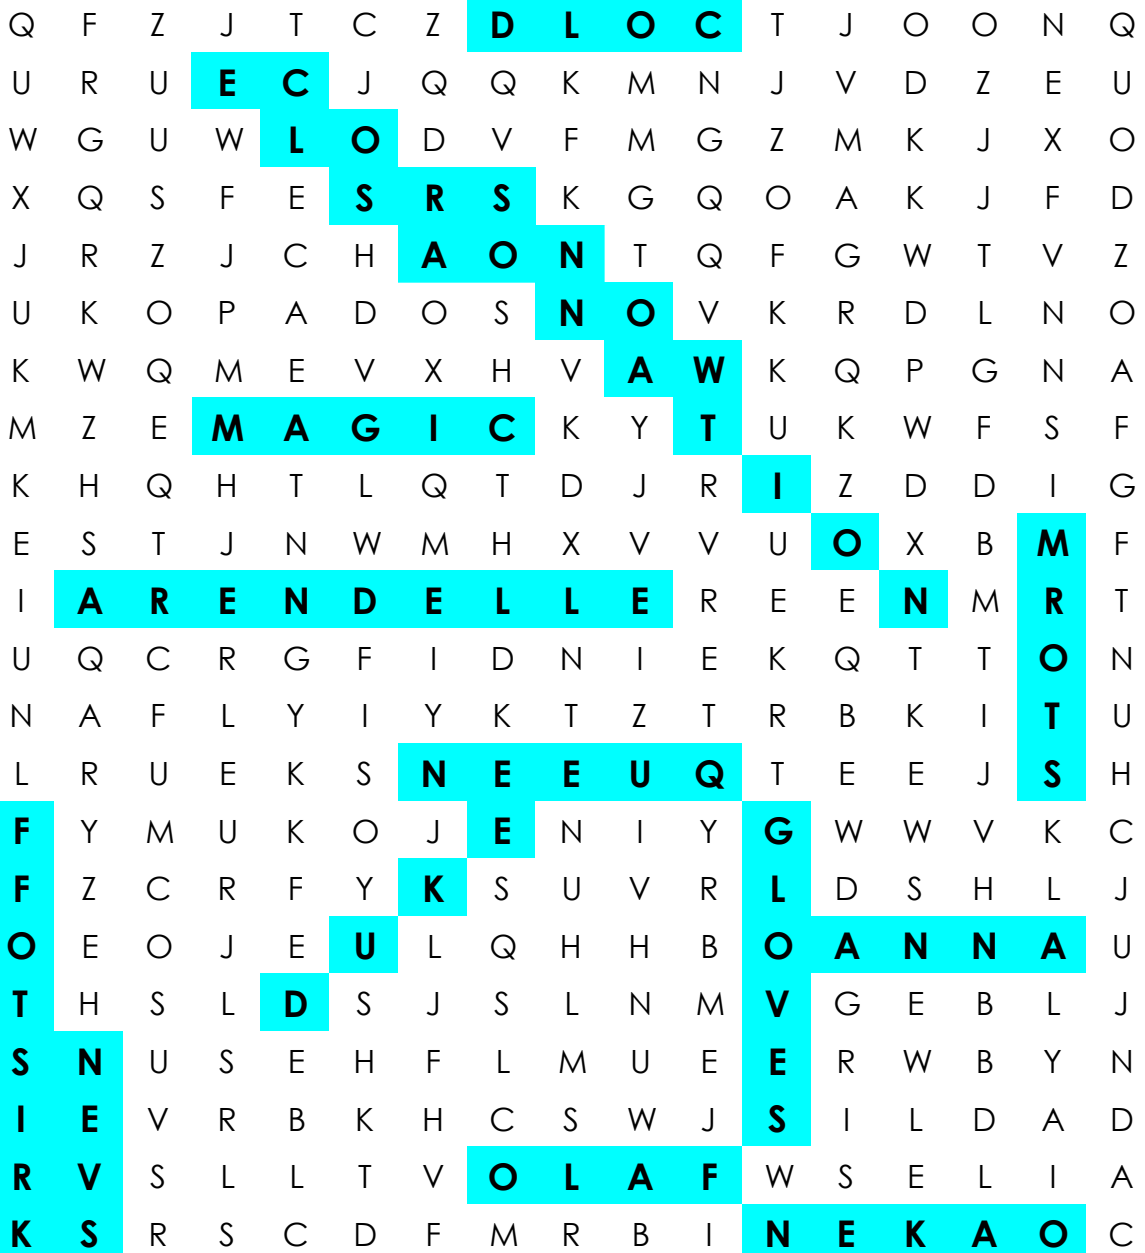 Q F Z J T C Z D L O C T J O O N Q
U R U E C J Q Q K M N J V D Z E U
W G U W L O D V F M G Z M K J X O
X Q S F E S R S K G Q O A K J F D
J R Z J C H A O N T Q F G W T V Z
U K O P A D O S N O V K R D L N O
K W Q M E V X H V A W K Q P G N A
M Z E M A G I C K Y T U K W F S F
K H Q H T L Q T D J R I Z D D I G
E S T J N W M H X V V U O X B M F
I A R E N D E L L E R E E N M R T
U Q C R G F I D N I E K Q T T O N
N A F L Y I Y K T Z T R B K I T U
L R U E K S N E E U Q T E E J S H
F Y M U K O J E N I Y G W W V K C
F Z C R F Y K S U V R L D S H L J
O E O J E U L Q H H B O A N N A U
T H S L D S J S L N M V G E B L J
S N U S E H F L M U E E R W B Y N
I E V R B K H C S W J S I L D A D
R V S L L T V O L A F W S E L I A
K S R S C D F M R B I N E K A O C